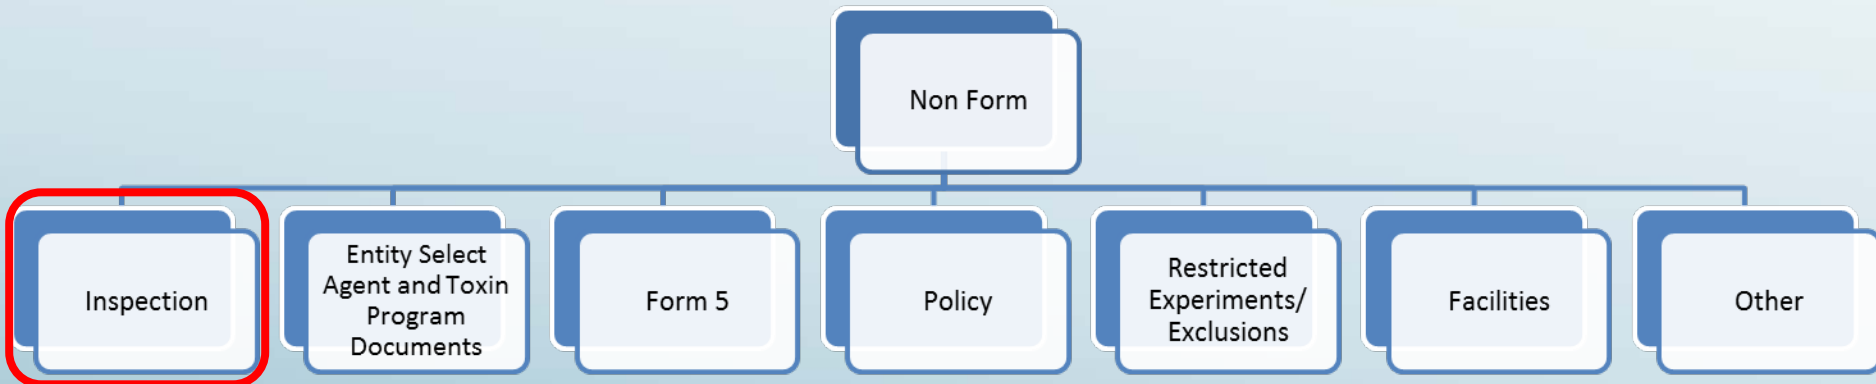 Non Form
Inspection
Entity Select
Agent and Toxin
Program
Documents
Form 5
Policy
Restricted
Experiments/
Exclusions
Facilities
Other